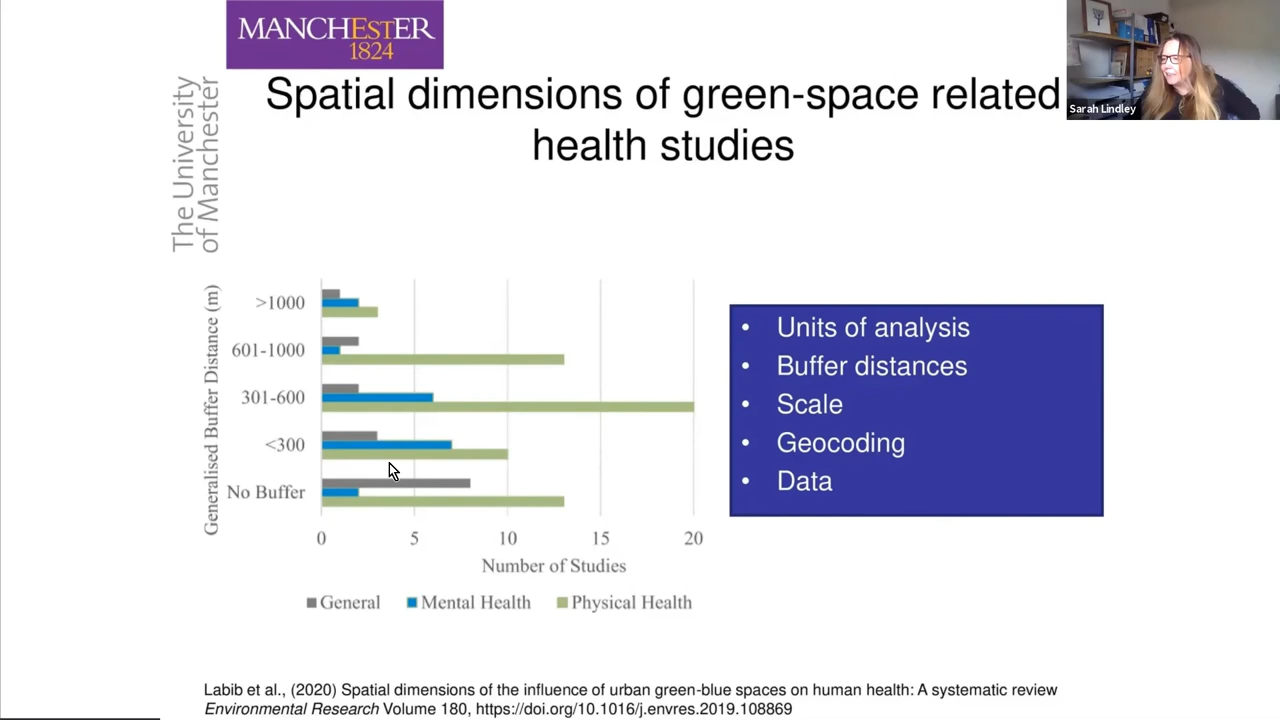 MANCHESTER
1824
The University
of Manchester
Spatial dimensions of green-space related
health studies
Sarah Lindley
Generalised Buffer Distance (m)
>1000
601-1000
301-600
<300
No Buffer
0 5 10 15 20
Number of Studies
General Mental Health Physical Health
• Units of analysis
• Buffer distances
• Scale
• Geocoding
• Data
Labib et al., (2020) Spatial dimensions of the influence of urban green-blue spaces on human health: A systematic review
Environmental Research Volume 180, https://doi.org/10.1016/j.envres.2019.108869